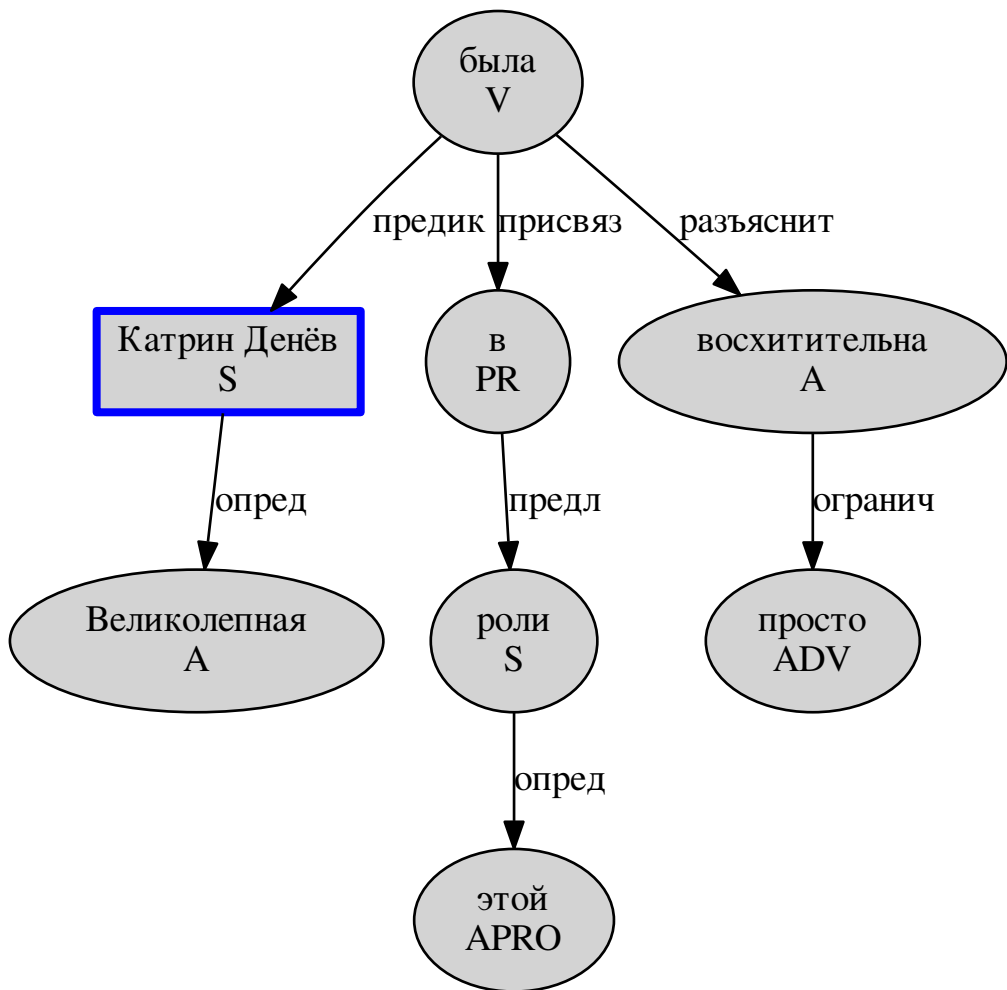 была
V
предик
присвяз
разъяснит
Катрин Денёв
S
в
PR
восхитительна
A
опред
предл
огранич
Великолепная
A
роли
S
просто
ADV
опред
этой
APRO